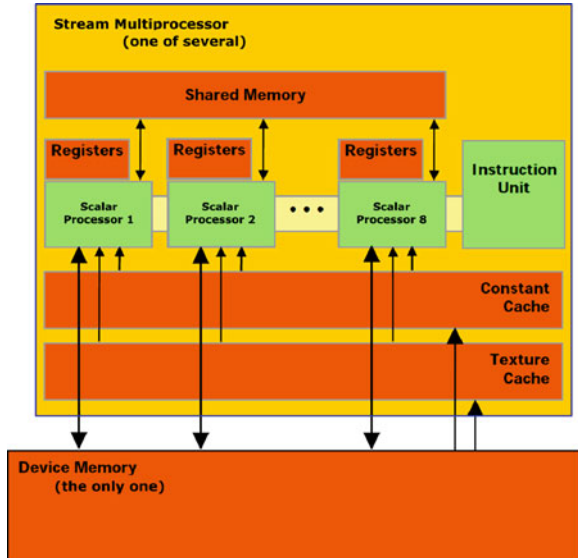 Stream Multiprocessor
(one of several)
Shared Memory
Registers
Registers
Registers
Instruction
Unit
Scalar
Processor 1
Scalar
Processor 2
• • •
Scalar
Processor 8
Constant
Cache
Texture
Cache
Device Memory
(the only one)